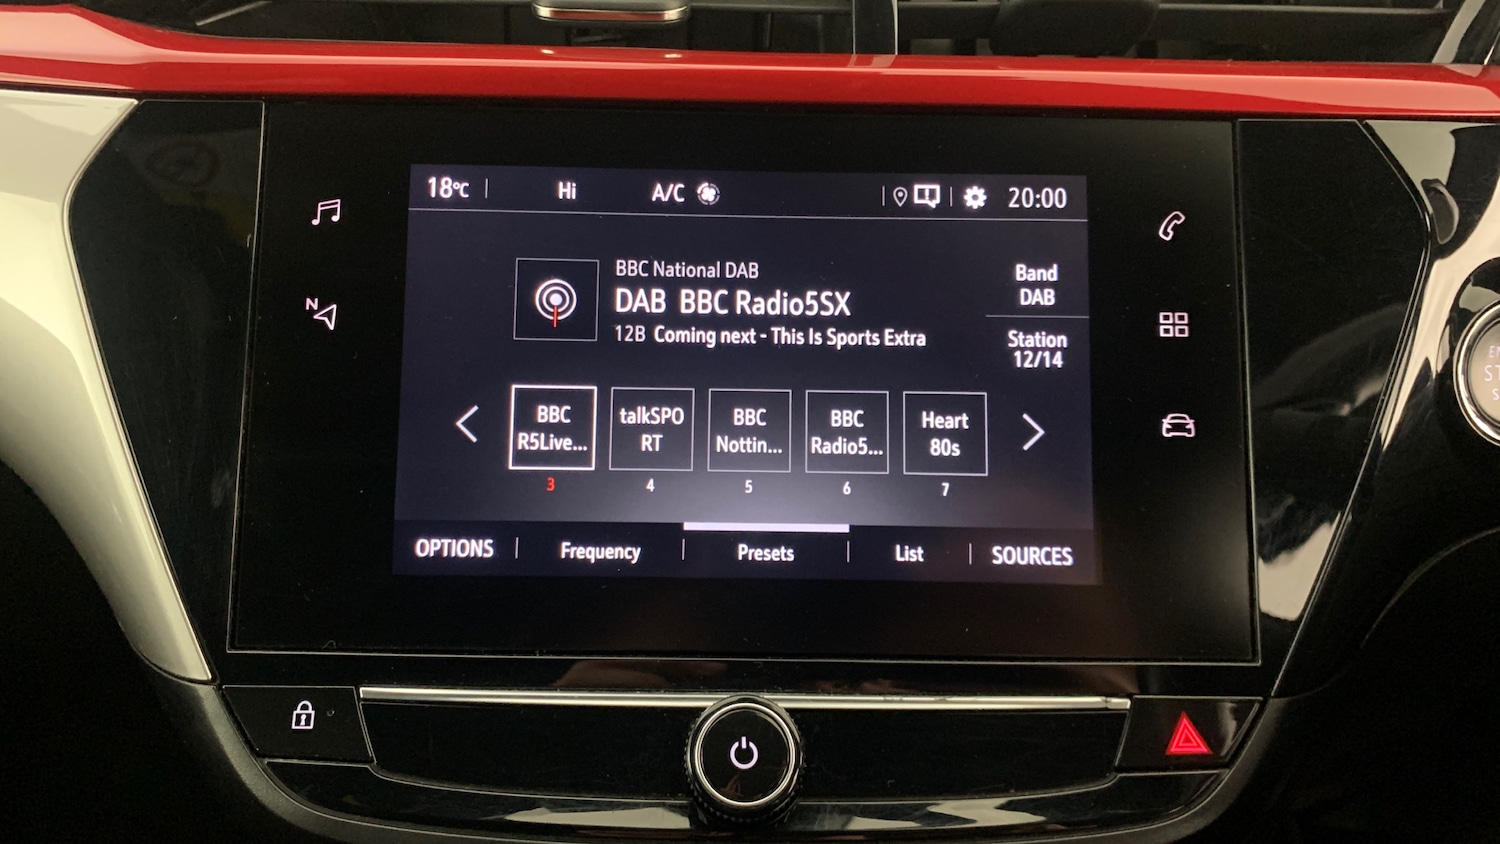 18°C Hi A/C 20:00
BBC National DAB
DAB BBC Radio5SX
12B Coming next - This Is Sports Extra
Band
DAB
Station
12/14
N
BBC
R5Live...
3
talkSPO
RT
4
BBC
Nottin...
5
BBC
Radio5...
6
Heart
80s
7
OPTIONS Frequency Presets List SOURCES